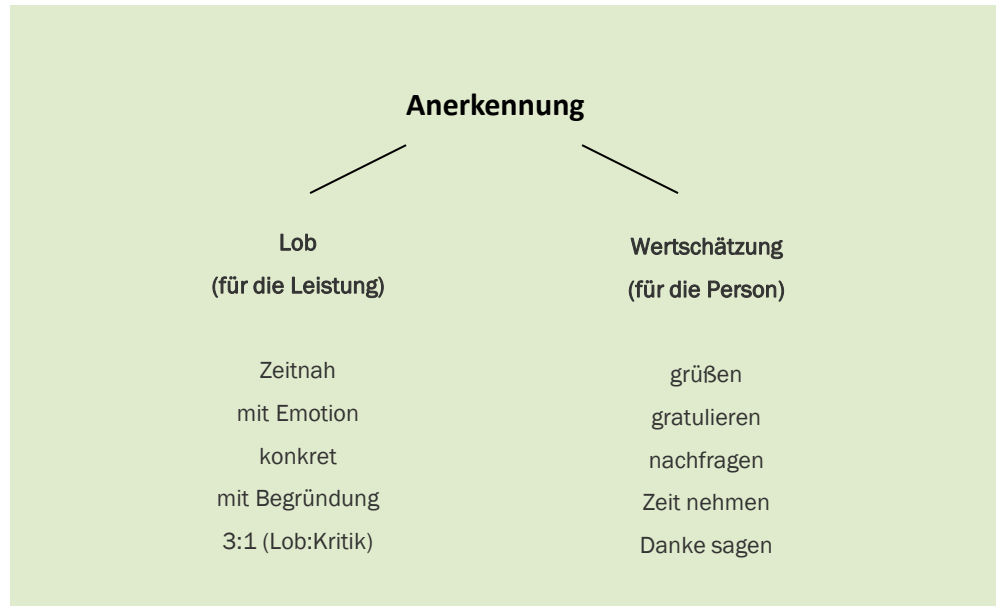 Anerkennung
Lob
(für die Leistung)
Zeitnah
mit Emotion
konkret
mit Begründung
3:1 (Lob:Kritik)
Wertschätzung
(für die Person)
grüßen
gratulieren
nachfragen
Zeit nehmen
Danke sagen